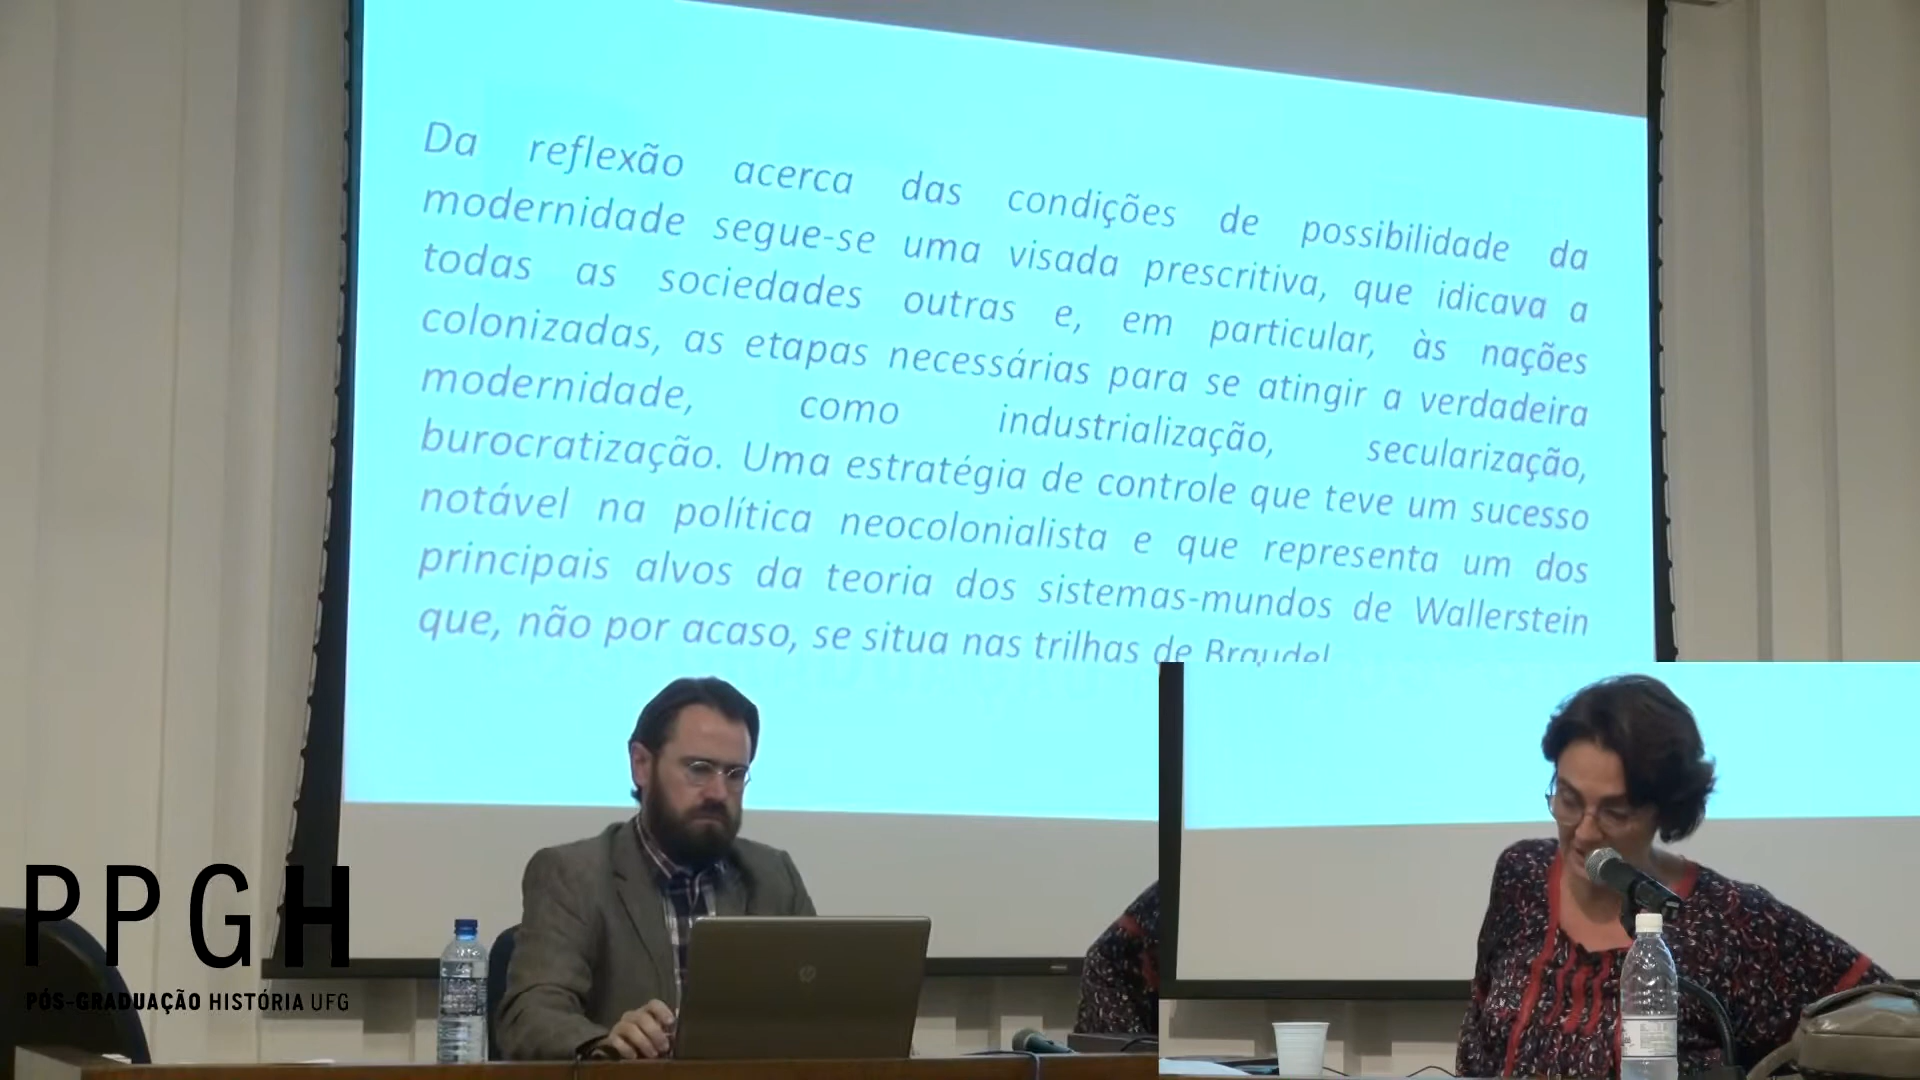 Da reflexão acerca das condições de possibilidade da
modernidade segue-se uma visada prescritiva, que idicava a
todas as sociedades outras e, em particular, às nações
colonizadas, as etapas necessárias para se atingir a verdadeira
modernidade, como industrialização, secularização,
burocratização. Uma estratégia de controle que teve um sucesso
notável na política neocolonialista e que representa um dos
principais alvos da teoria dos sistemas-mundos de Wallerstein
que, não por acaso, se situa nas trilhas de Braudel
PPGH
PÓS-GRADUAÇÃO HISTÓRIA UFG
hp